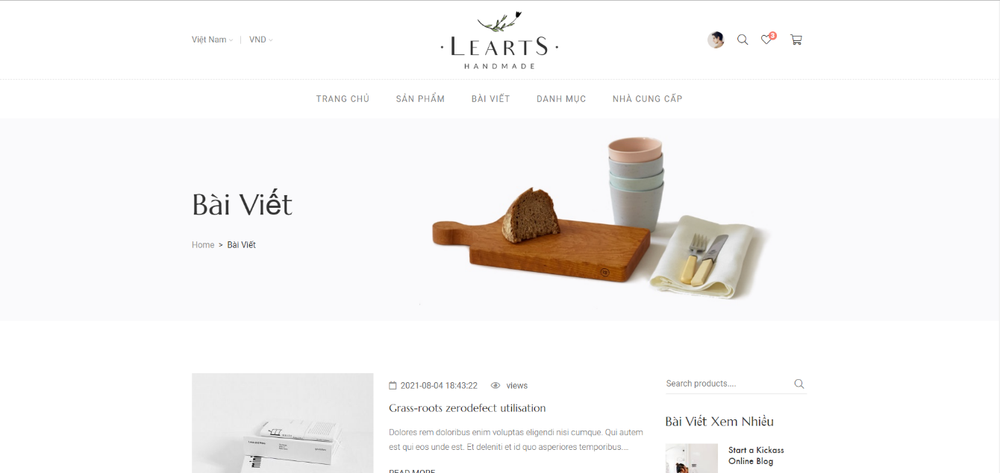 Việt Nam
VND
· LEARTS ·
HANDMADE
3
TRANG CHỦ
SẢN PHẨM
BÀI VIẾT
DANH MỤC
NHÀ CUNG CẤP
Bài Viết
Home > Bài Viết
2021-08-04 18:43:22
views
Grass-roots zerodefect utilisation
Dolores rem doloribus enim voluptas eligendi nisi cumque. Qui autem
est qui eos unde est. Et deleniti et id quo asperiores temporibus....
READ MORE
Search products....
Bài Viết Xem Nhiều
Start a Kickass
Online Blog